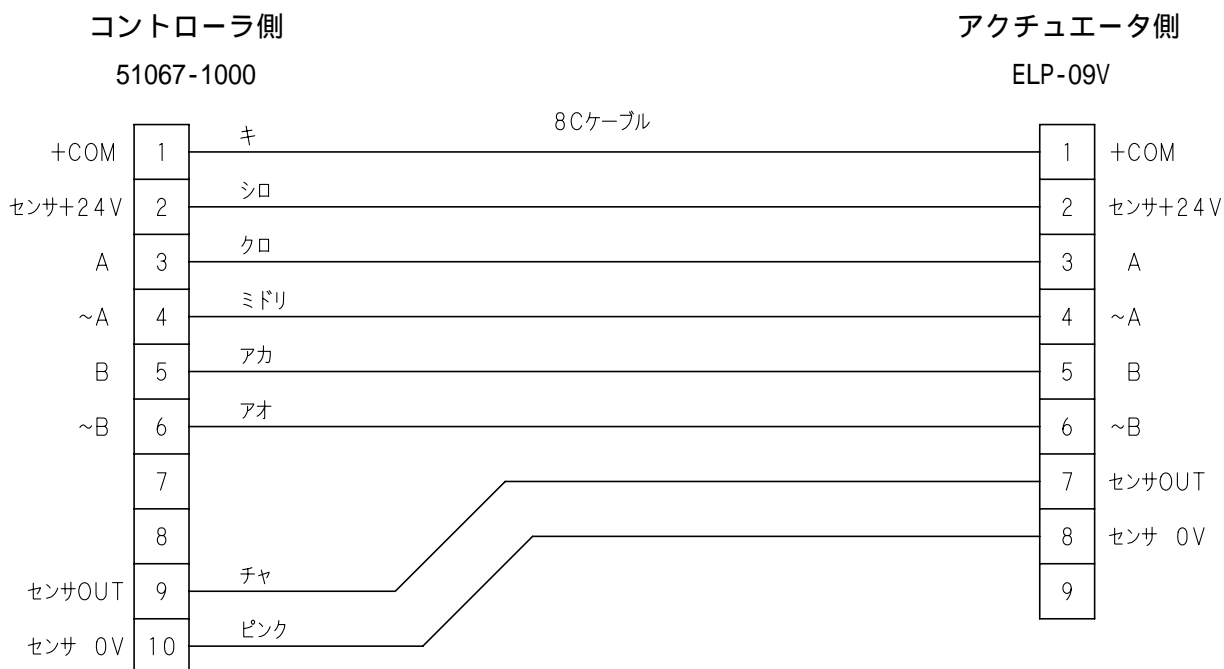 コントローラ側 アクチュエータ側
51067-1000 ELP-09V
8Cケーブル
+COM 1 キ 1 +COM
センサ+24V 2 シロ 2 センサ+24V
A 3 クロ 3 A
~A 4 ミドリ 4 ~A
B 5 アカ 5 B
~B 6 アオ 6 ~B
7 7 センサOUT
8 8 センサ 0V
センサOUT 9 チャ 9
センサ 0V 10 ピンク